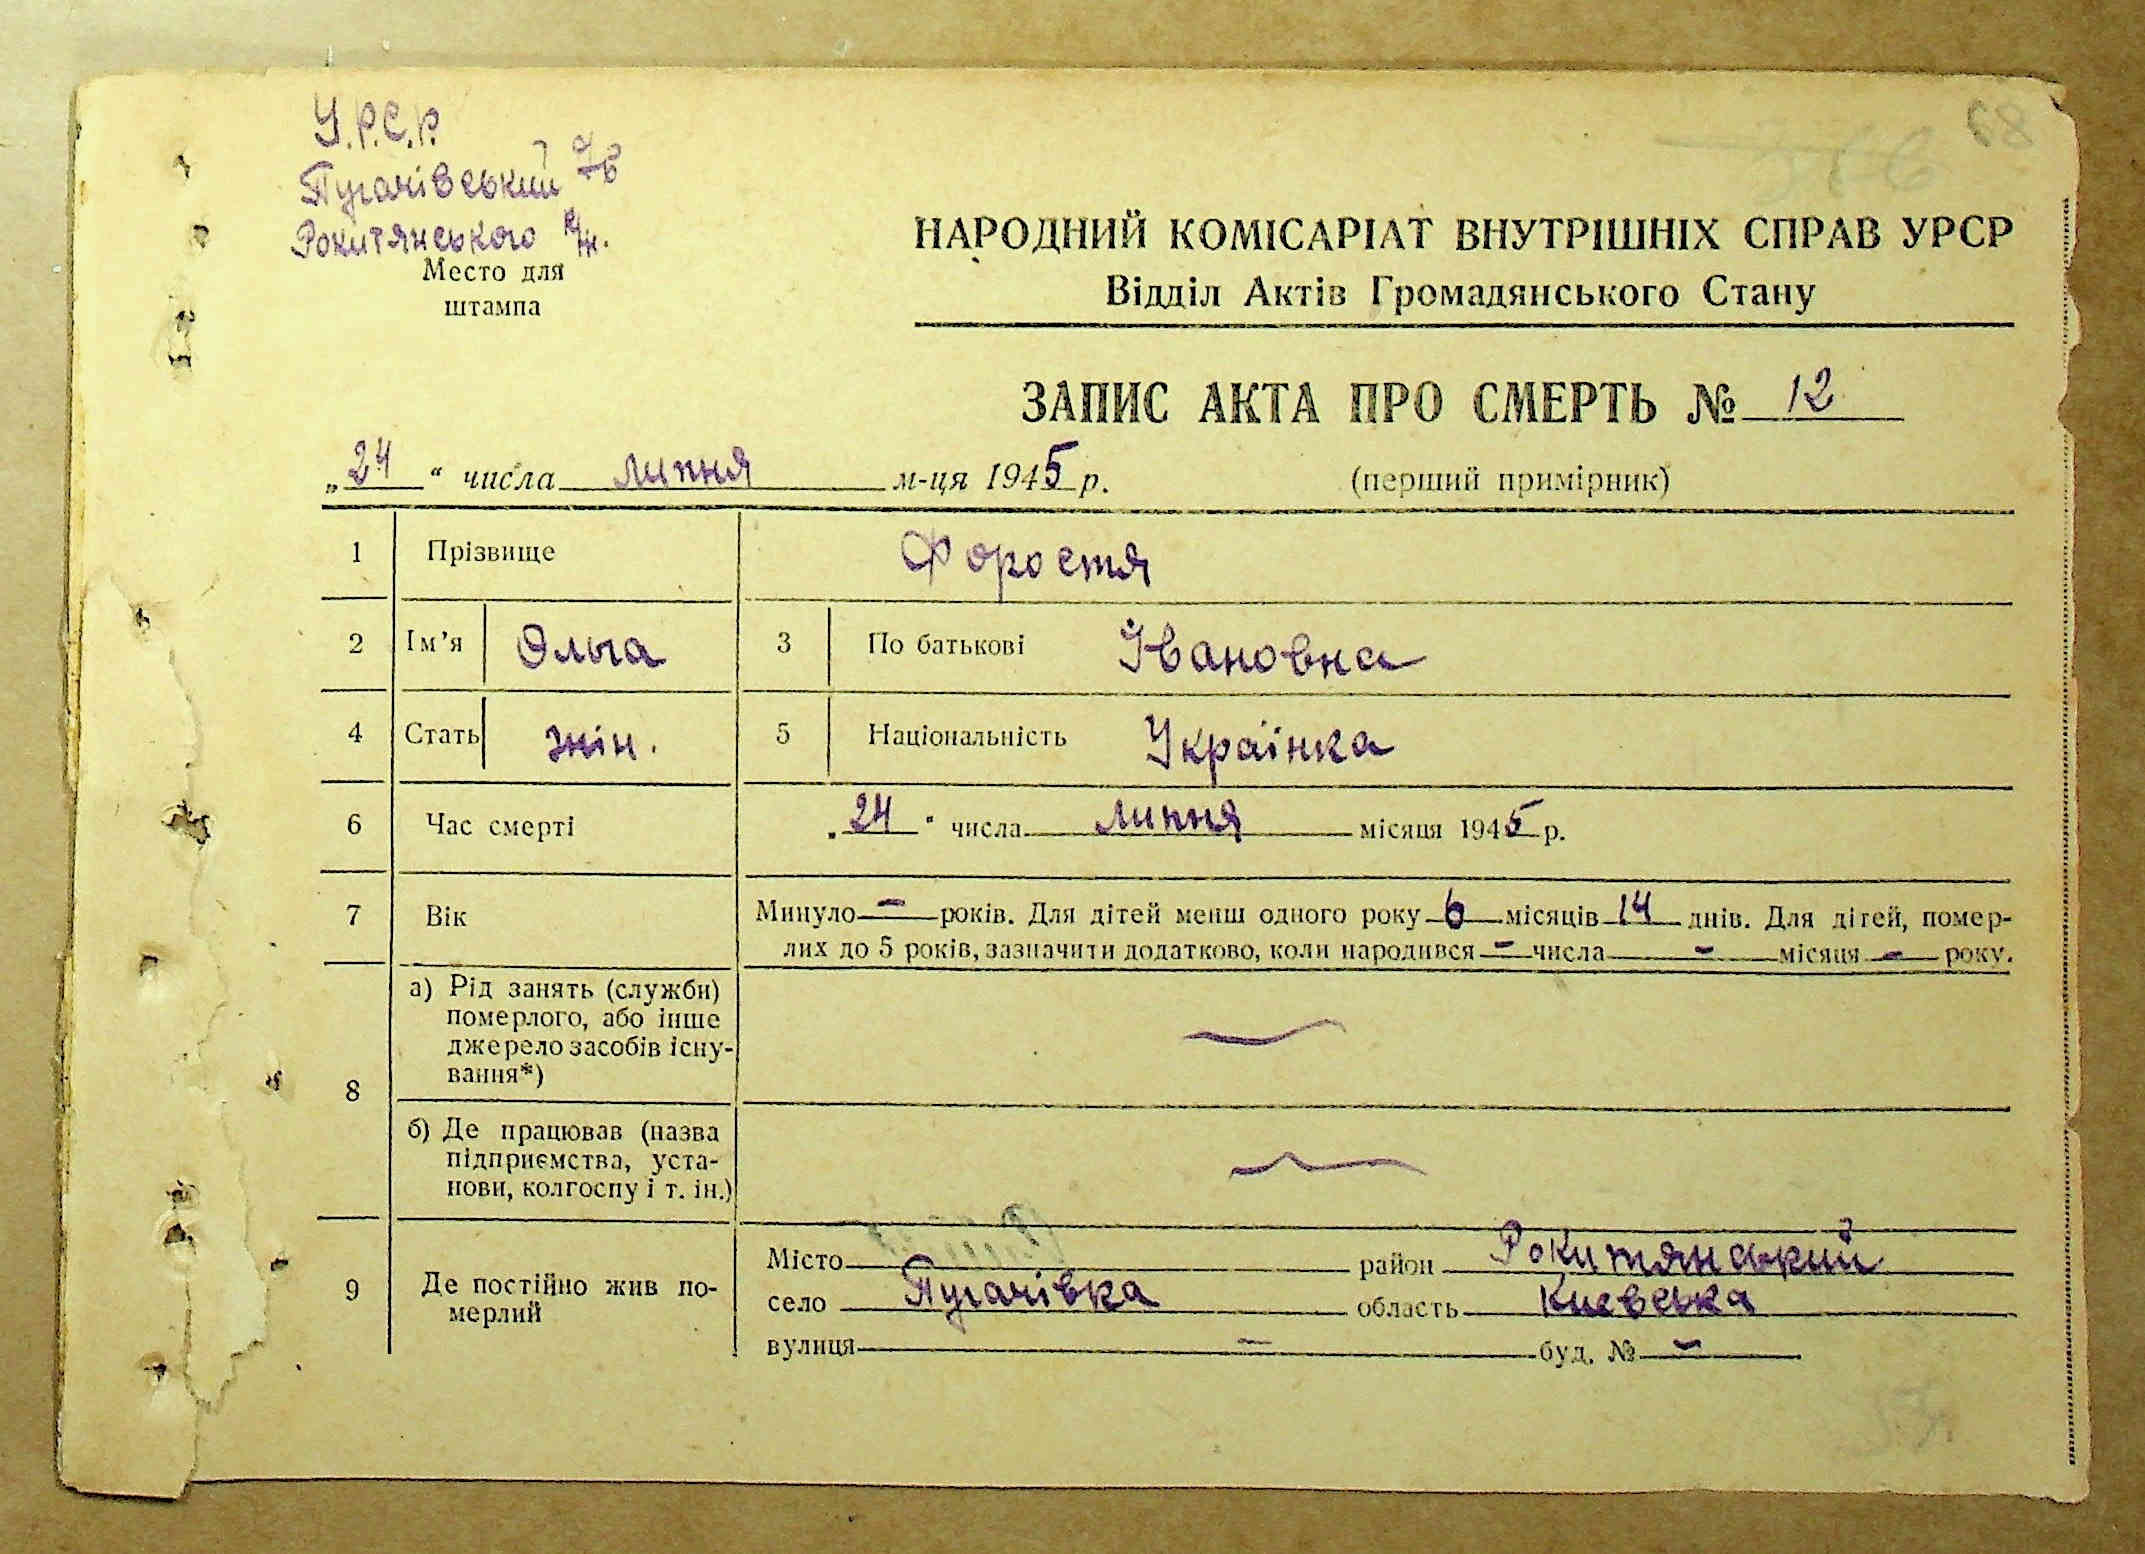 У.Р.С.Р.
Пугачівський
Рокитянського р/н.
Место для
штампа
68
НАРОДНИЙ КОМІСАРІАТ ВНУТРІШНІХ СПРАВ УРСР
Відділ Актів Громадянського Стану
ЗАПИС АКТА ПРО СМЕРТЬ № 12
„24“ числа липня м-ця 1945 р. (перший примірник)
1 Прізвище Форостя
2 Ім'я Ольга 3 По батькові Івановна
4 Стать жін. 5 Національність Українка
6 Час смерті „24“ числа липня місяця 1945 р.
7 Вік Минуло — років. Для дітей менш одного року 6 місяців 14 днів. Для дітей, помер-
лих до 5 років, зазначити додатково, коли народився — числа — місяця — року.
8 а) Рід занять (служби)
померлого, або інше
джерело засобів існу-
вання*) —
б) Де працював (назва
підприємства, уста-
нови, колгоспу і т. ін.) —
9 Де постійно жив по-
мерлий
Місто район Рокитянський
село Пугачівка область Киевська
вулиця — буд. № —